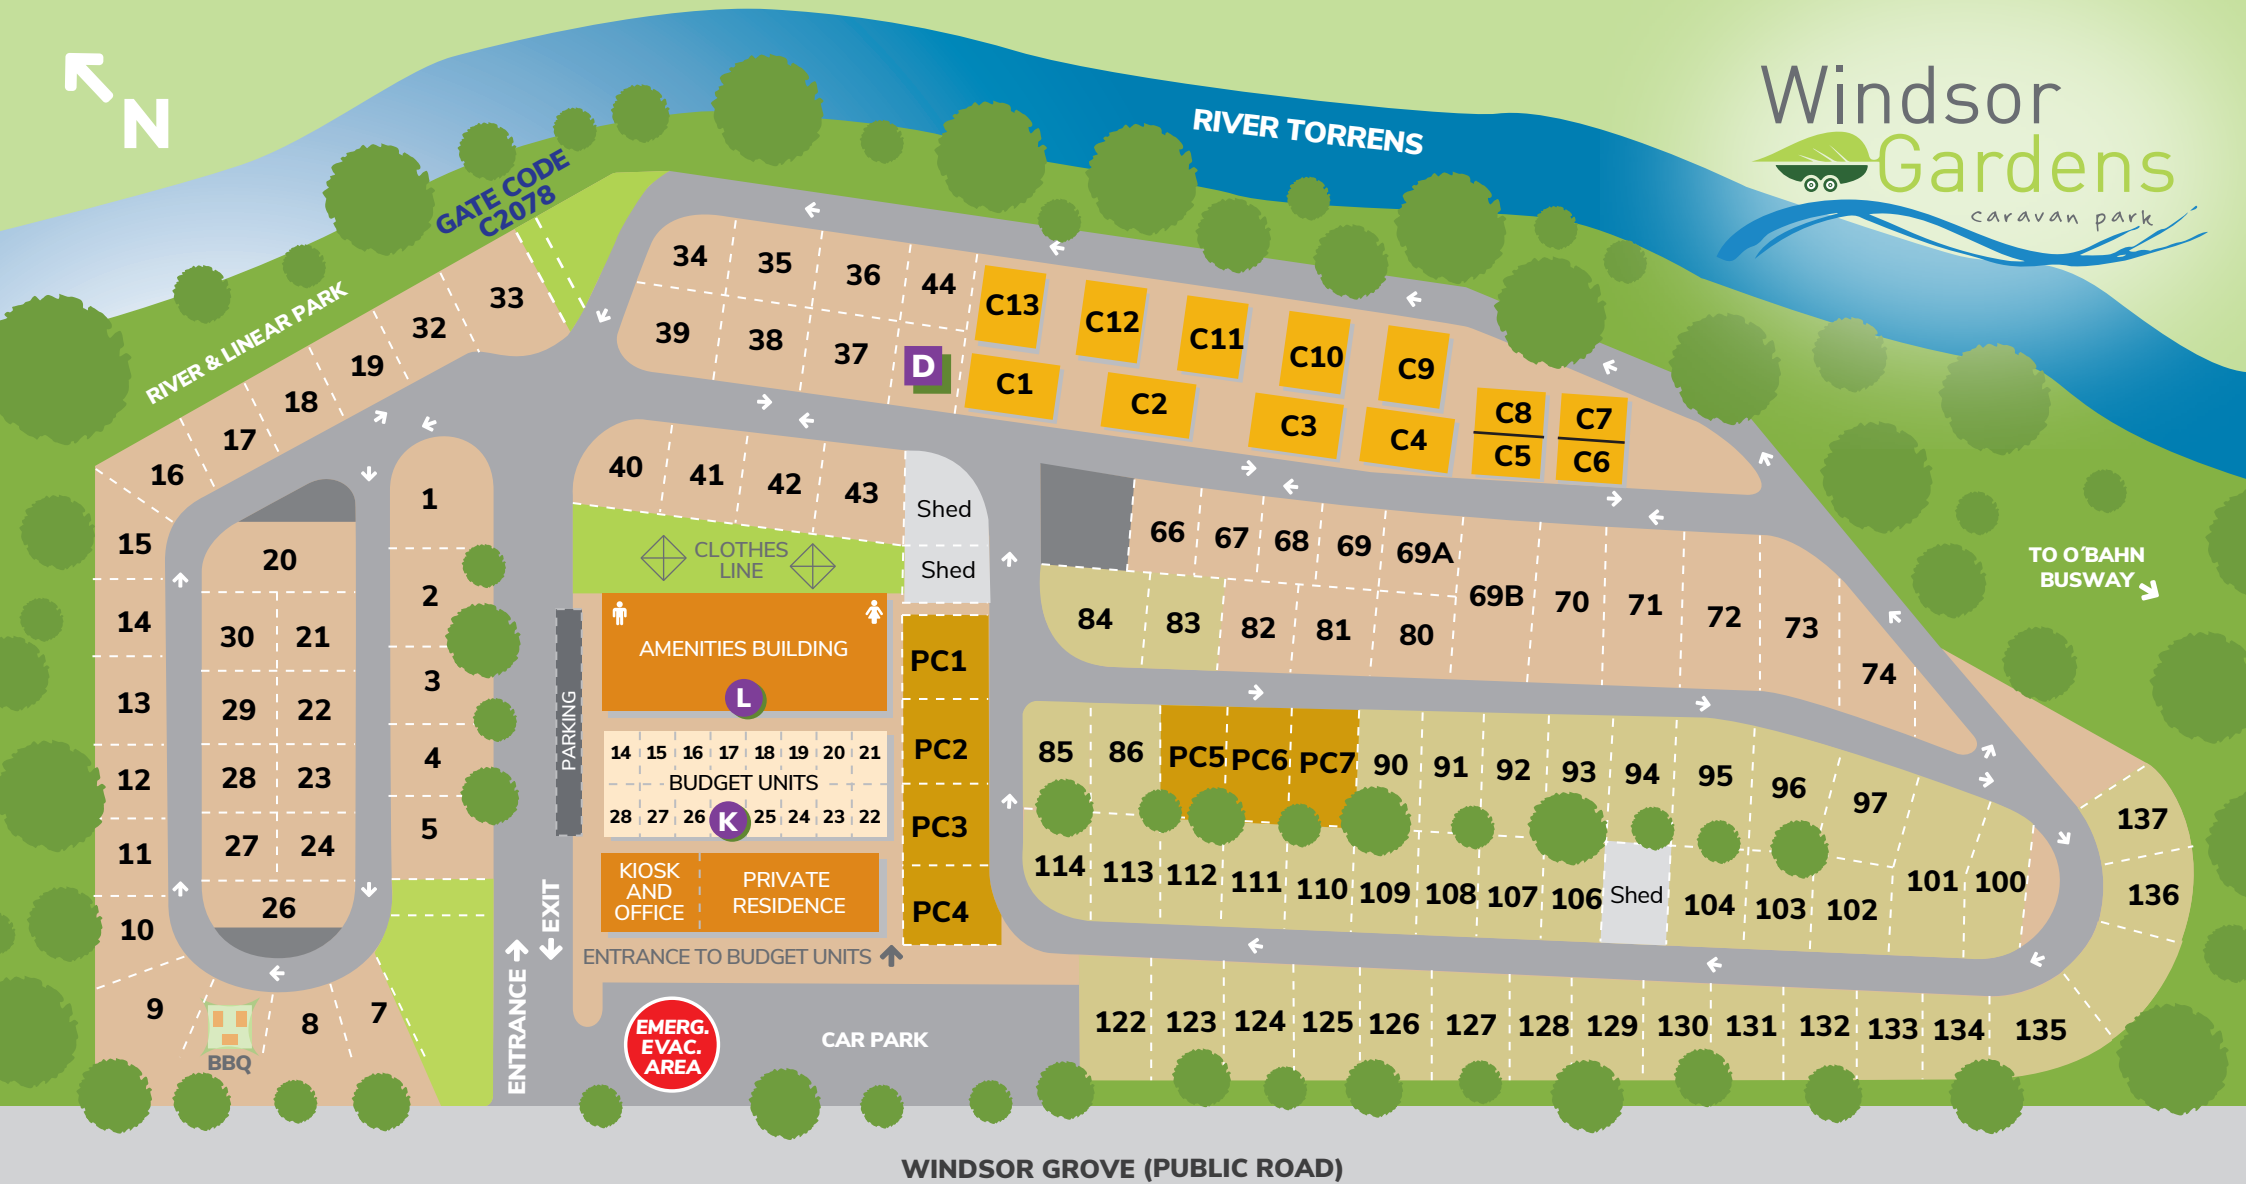 N
Windsor
Gardens
caravan park
RIVER TORRENS
GATE CODE
C2078
RIVER & LINEAR PARK
33
32
19
18
17
16
15
14
13
12
11
10
9
BBQ
8
7
20
30 21
29 22
28 23
27 24
26
1
2
3
4
5
34 35 36 44
39 38 37 D
C13 C12 C11 C10 C9
C1 C2 C3 C4
C8 C7
C5 C6
40 41 42 43
Shed
Shed
CLOTHES
LINE
AMENITIES BUILDING
L
PARKING
14 15 16 17 18 19 20 21
BUDGET UNITS
28 27 26 K 25 24 23 22
KIOSK
AND
OFFICE
PRIVATE
RESIDENCE
ENTRANCE TO BUDGET UNITS
PC1
PC2
PC3
PC4
ENTRANCE
EXIT
EMERG.
EVAC.
AREA
CAR PARK
66 67 68 69 69A 69B 70 71 72 73 74
84 83 82 81 80
85 86 PC5 PC6 PC7 90 91 92 93 94 95 96 97
114 113 112 111 110 109 108 107 106 Shed 104 103 102 101 100
122 123 124 125 126 127 128 129 130 131 132 133 134 135
137
136
TO O´BAHN
BUSWAY
WINDSOR GROVE (PUBLIC ROAD)